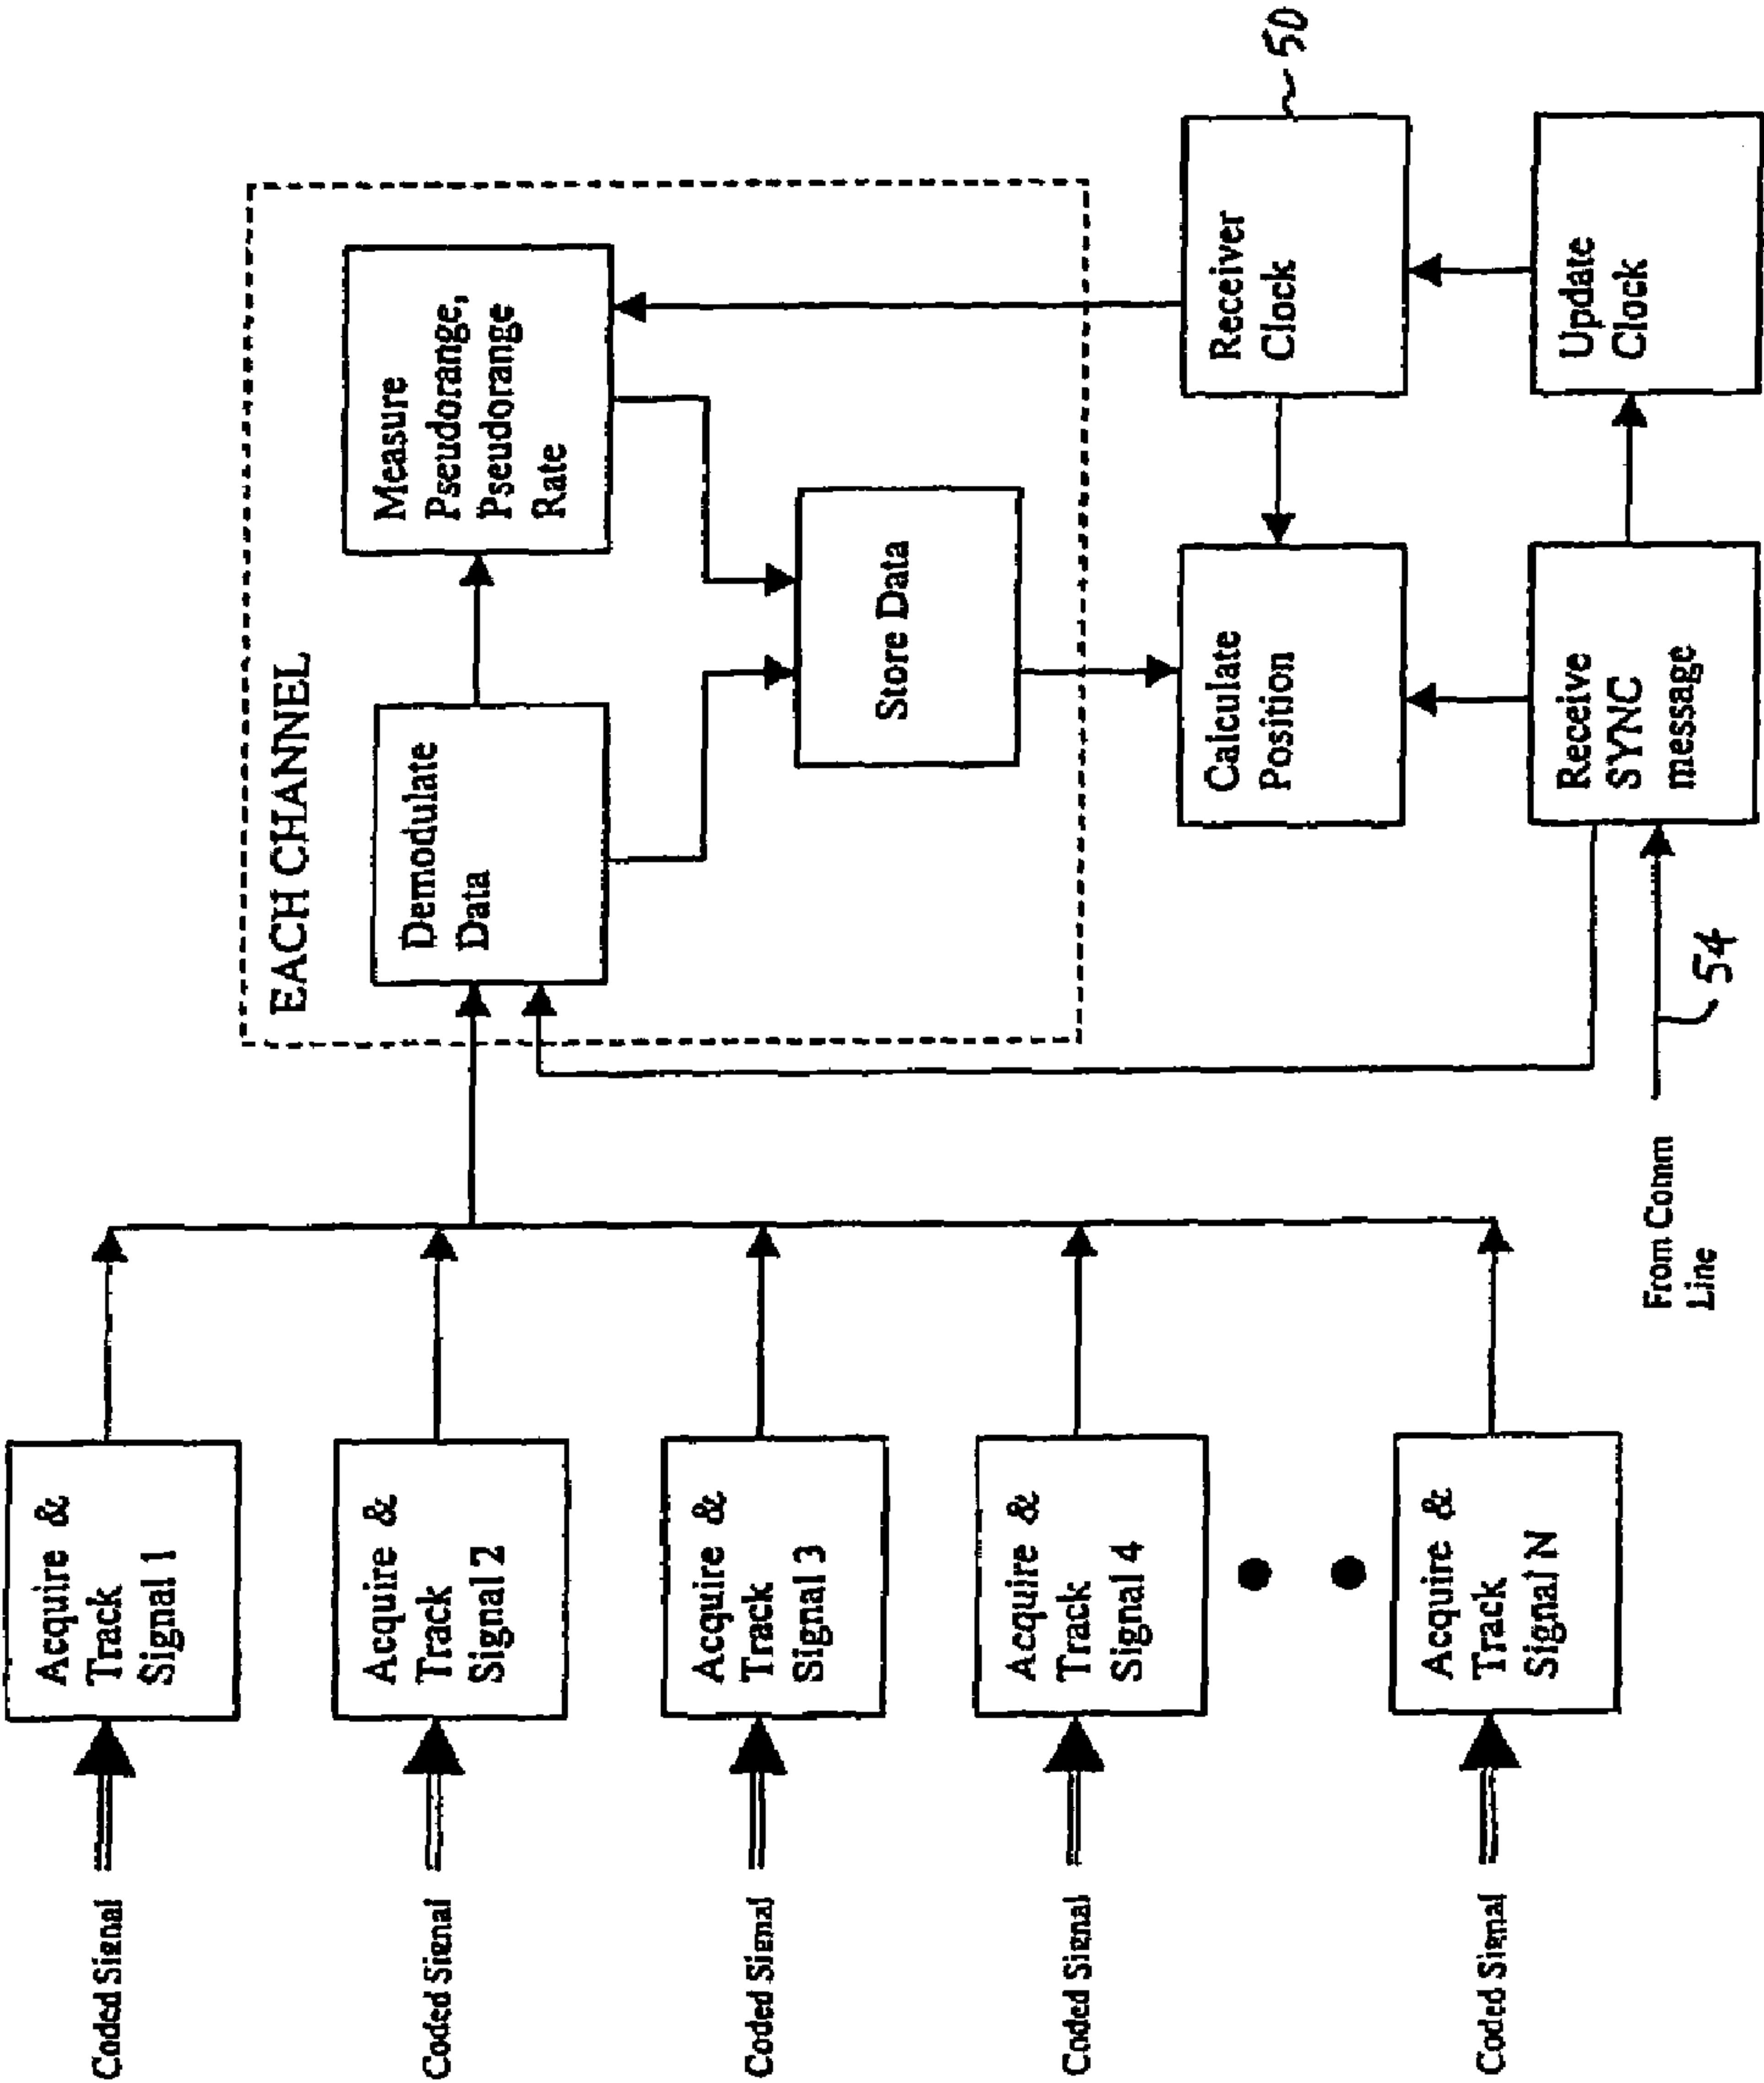 Coded Signal
Acquire &
Track
Signal 1
Coded Signal
Acquire &
Track
Signal 2
Coded Signal
Acquire &
Track
Signal 3
Coded Signal
Acquire &
Track
Signal 4
Coded Signal
Acquire &
Track
Signal N
EACH CHANNEL
Demodulate
Data
Measure
Pseudorange,
Pseudorange
Rate
Store Data
Calculate
Position
Receiver
Clock
50
From Comm
Line
54
Receive
SYNC
message
Update
Clock